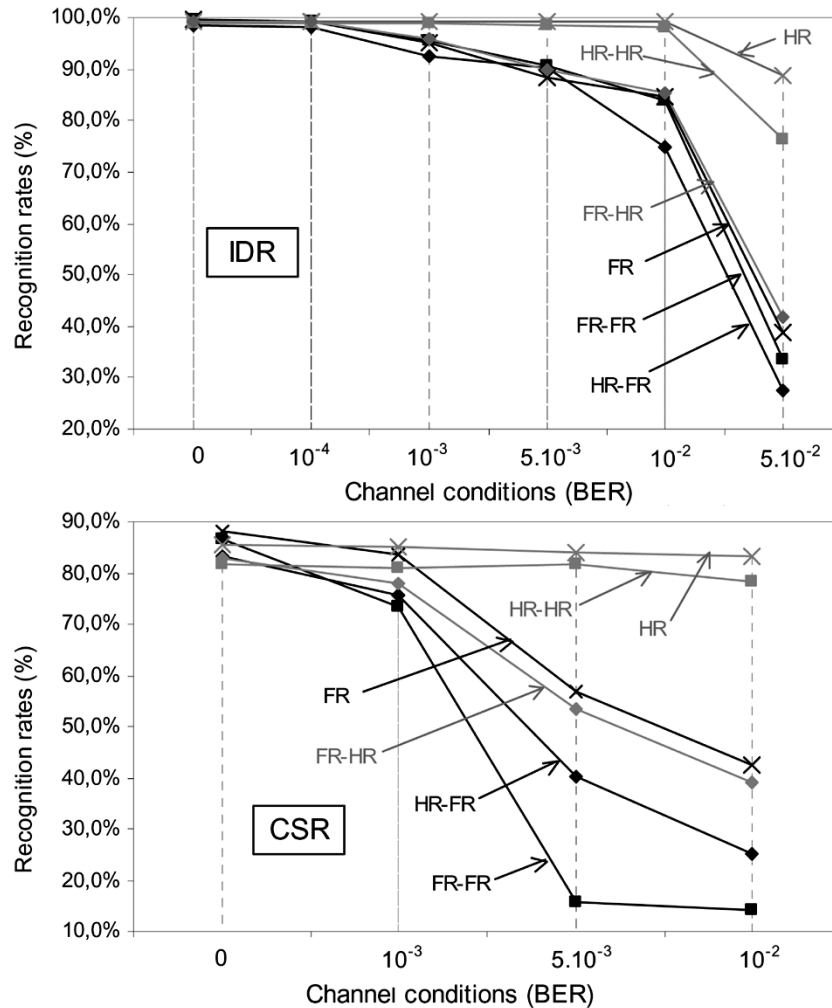 100,0%
90,0%
80,0%
70,0%
60,0%
50,0%
40,0%
30,0%
20,0%
Recognition rates (%)
IDR
HR-HR
HR
FR-HR
FR
FR-FR
HR-FR
0
10⁻⁴
10⁻³
5.10⁻³
10⁻²
5.10⁻²
Channel conditions (BER)
90,0%
80,0%
70,0%
60,0%
50,0%
40,0%
30,0%
20,0%
10,0%
Recognition rates (%)
CSR
HR-HR
HR
FR
FR-HR
HR-FR
FR-FR
0
10⁻³
5.10⁻³
10⁻²
Channel conditions (BER)